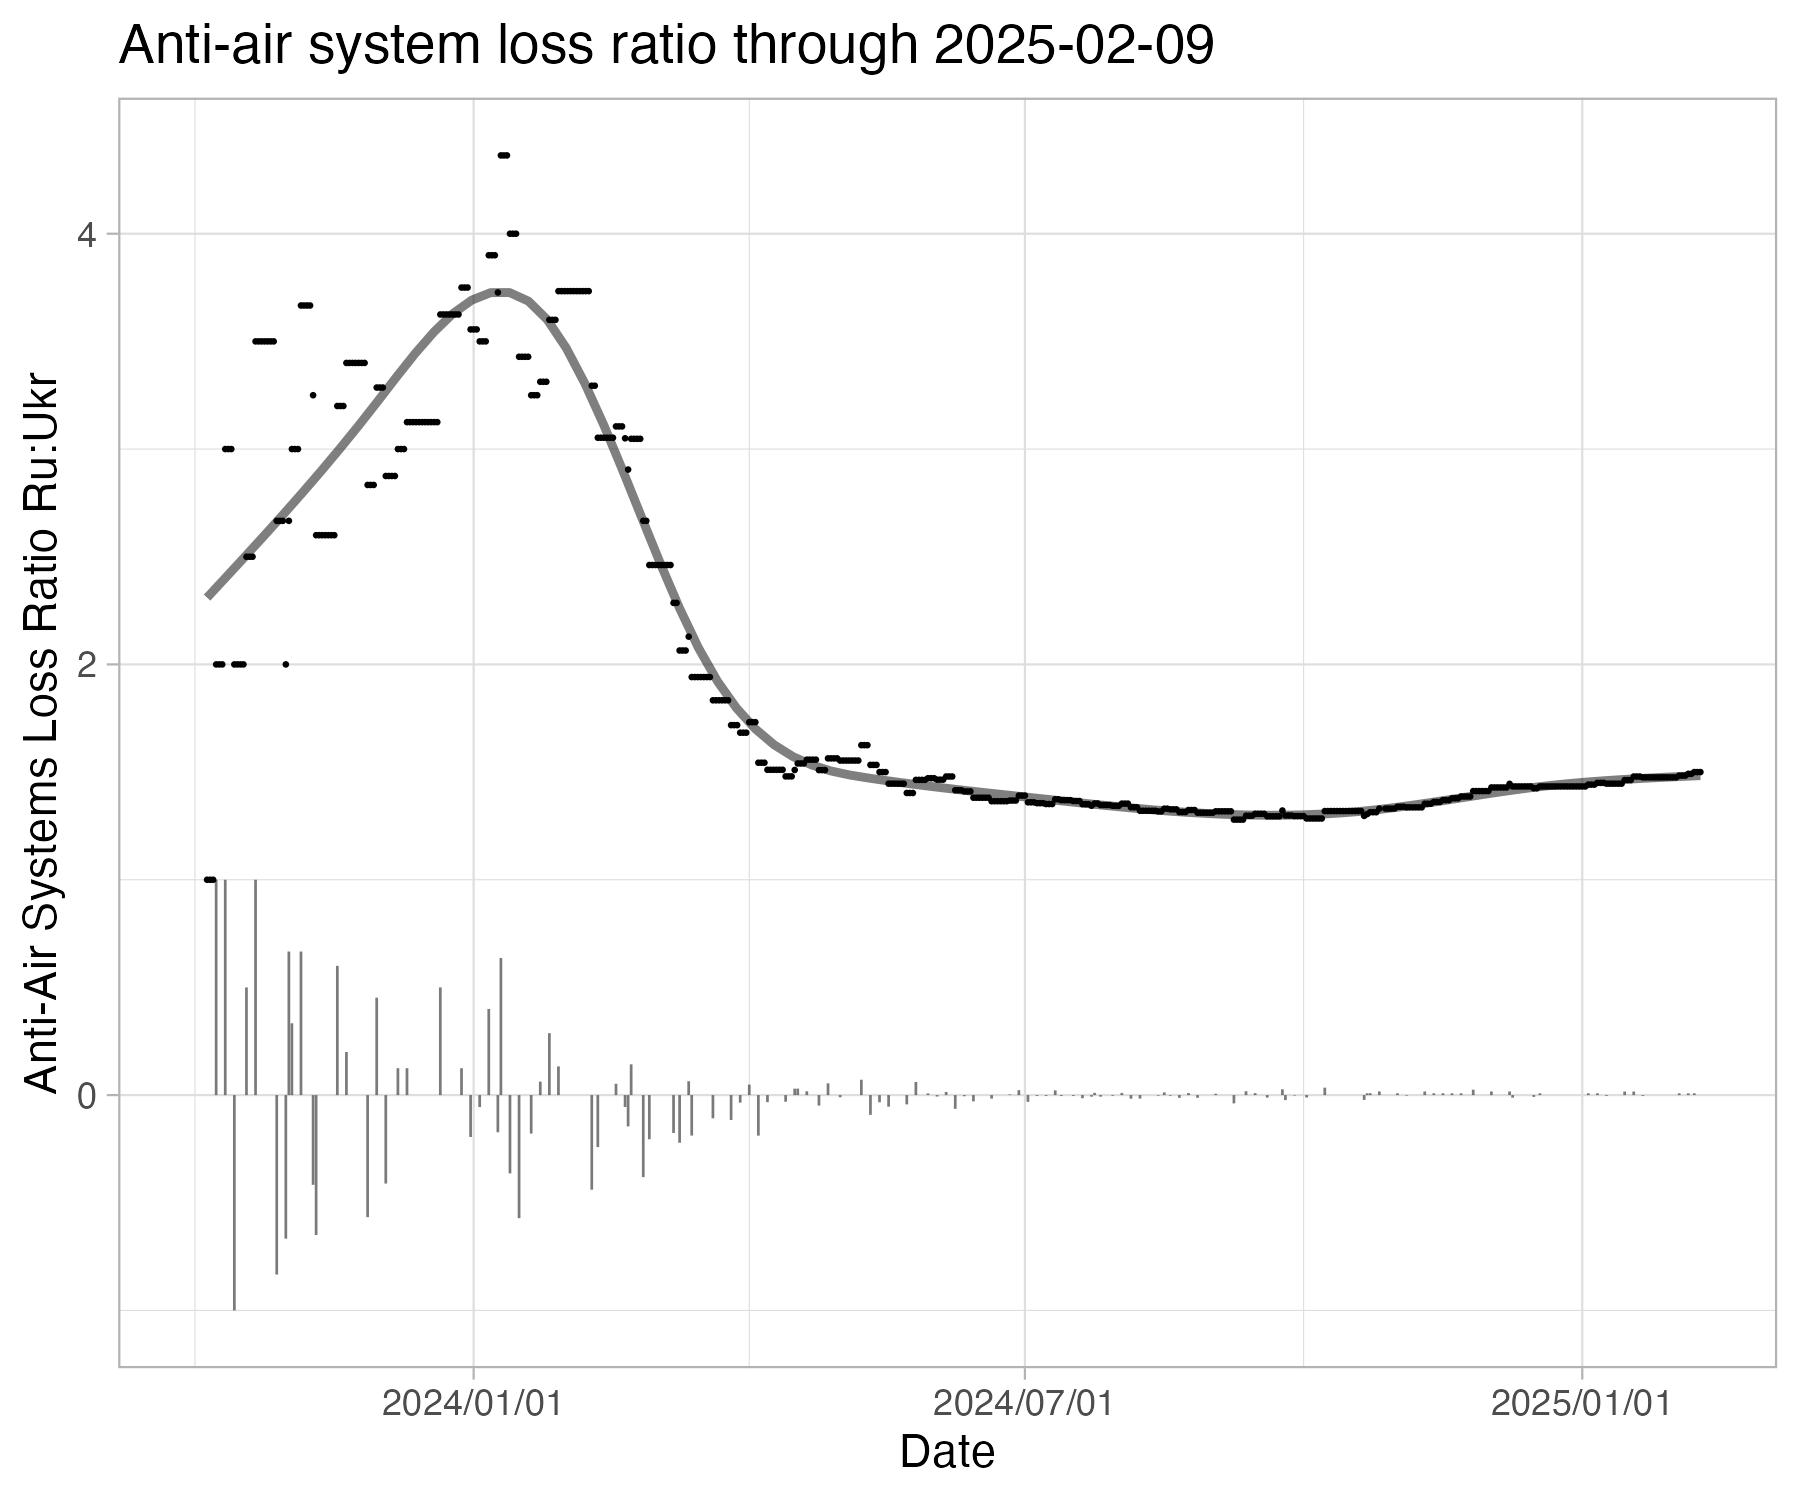 Anti-air system loss ratio through 2025-02-09
Anti-Air Systems Loss Ratio Ru:Ukr
4
2
0
2024/01/01
2024/07/01
2025/01/01
Date